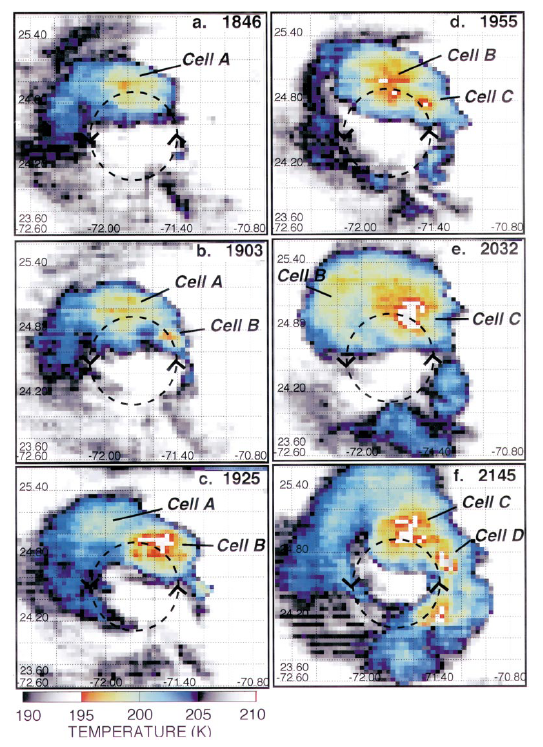 a. 1846
25.40
Cell A
24.80
24.20
23.60
-72.60 -72.00 -71.40 -70.80
b. 1903
25.40
Cell A
Cell B
24.80
24.20
23.60
-72.60 -72.00 -71.40 -70.80
c. 1925
25.40
Cell A
Cell B
24.80
24.20
23.60
-72.60 -72.00 -71.40 -70.80
190 195 200 205 210
TEMPERATURE (K)
d. 1955
25.40
Cell B
Cell C
24.80
24.20
23.60
-72.60 -72.00 -71.40 -70.80
e. 2032
25.40
Cell B
Cell C
24.80
24.20
23.60
-72.60 -72.00 -71.40 -70.80
f. 2145
25.40
Cell C
Cell D
24.80
24.20
23.60
-72.60 -72.00 -71.40 -70.80